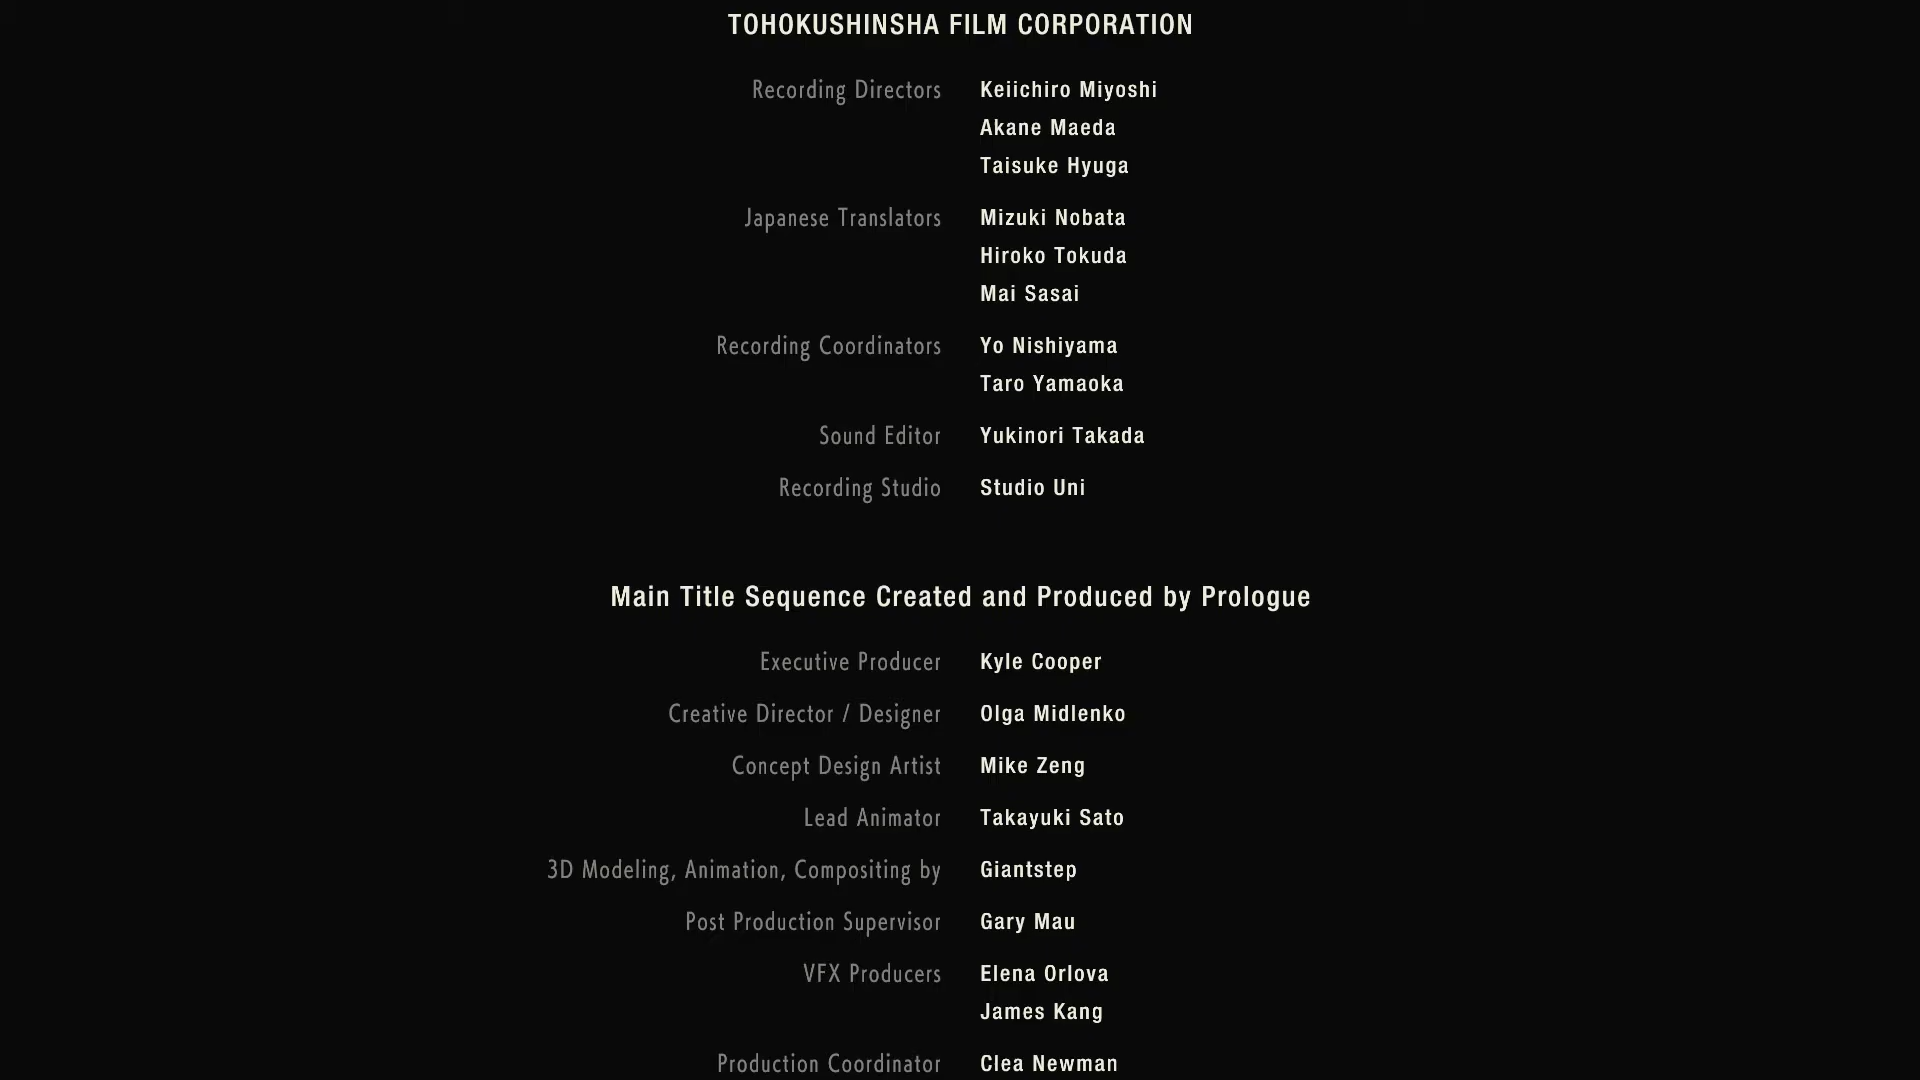 TOHOKUSHINSHA FILM CORPORATION
Recording Directors Keiichiro Miyoshi
Akane Maeda
Taisuke Hyuga
Japanese Translators Mizuki Nobata
Hiroko Tokuda
Mai Sasai
Recording Coordinators Yo Nishiyama
Taro Yamaoka
Sound Editor Yukinori Takada
Recording Studio Studio Uni
Main Title Sequence Created and Produced by Prologue
Executive Producer Kyle Cooper
Creative Director / Designer Olga Midlenko
Concept Design Artist Mike Zeng
Lead Animator Takayuki Sato
3D Modeling, Animation, Compositing by Giantstep
Post Production Supervisor Gary Mau
VFX Producers Elena Orlova
James Kang
Production Coordinator Clea Newman